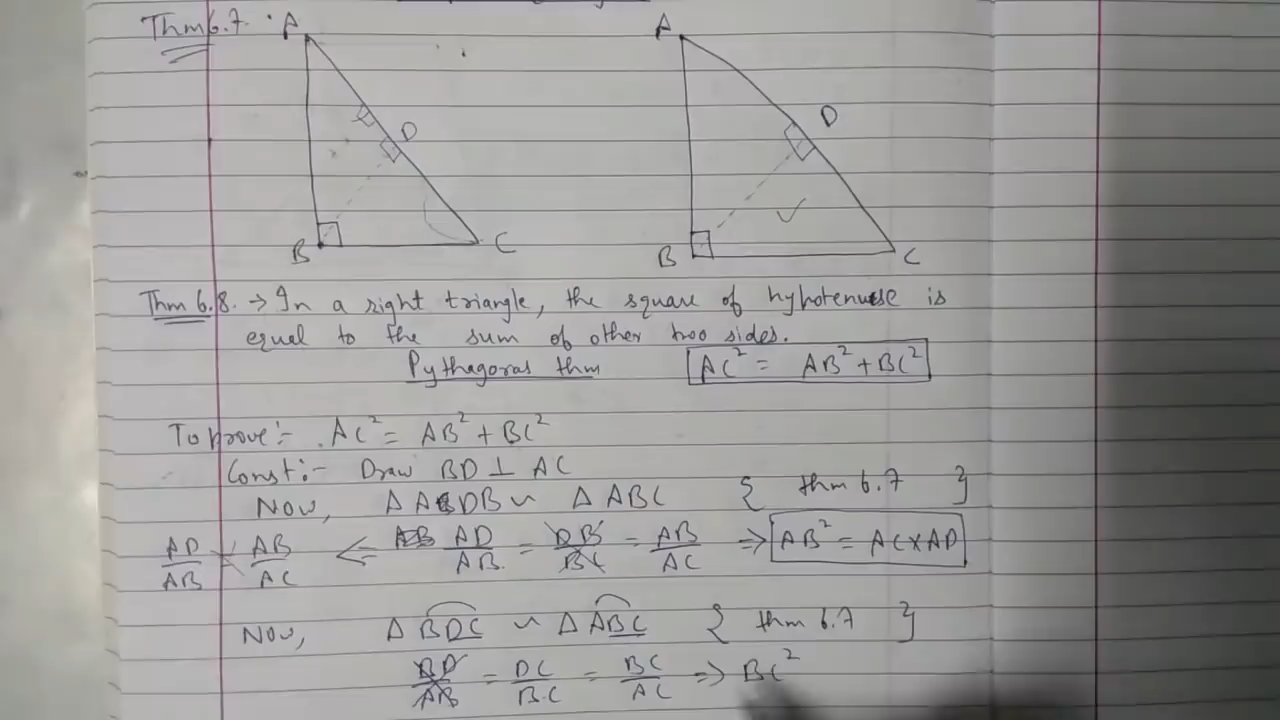 Thm 6.7.
A
D
B
C
A
D
B
C
Thm 6.8. → In a right triangle, the square of hyhotenuse is
equal to the sum of other two sides.
Pythagoras thm AC² = AB² + BC²
To prove:- AC² = AB² + BC²
Const:- Draw BD ⊥ AC
Now, Δ ADB ~ Δ ABC { thm 6.7 }
AD/AB = AB/AC ⇐ AD/AB = DB/BC = AB/AC ⇒ AB² = AC×AD
Now, Δ BDC ~ Δ ABC { thm 6.7 }
BD/AB = DC/BC = BC/AC ⇒ BC²